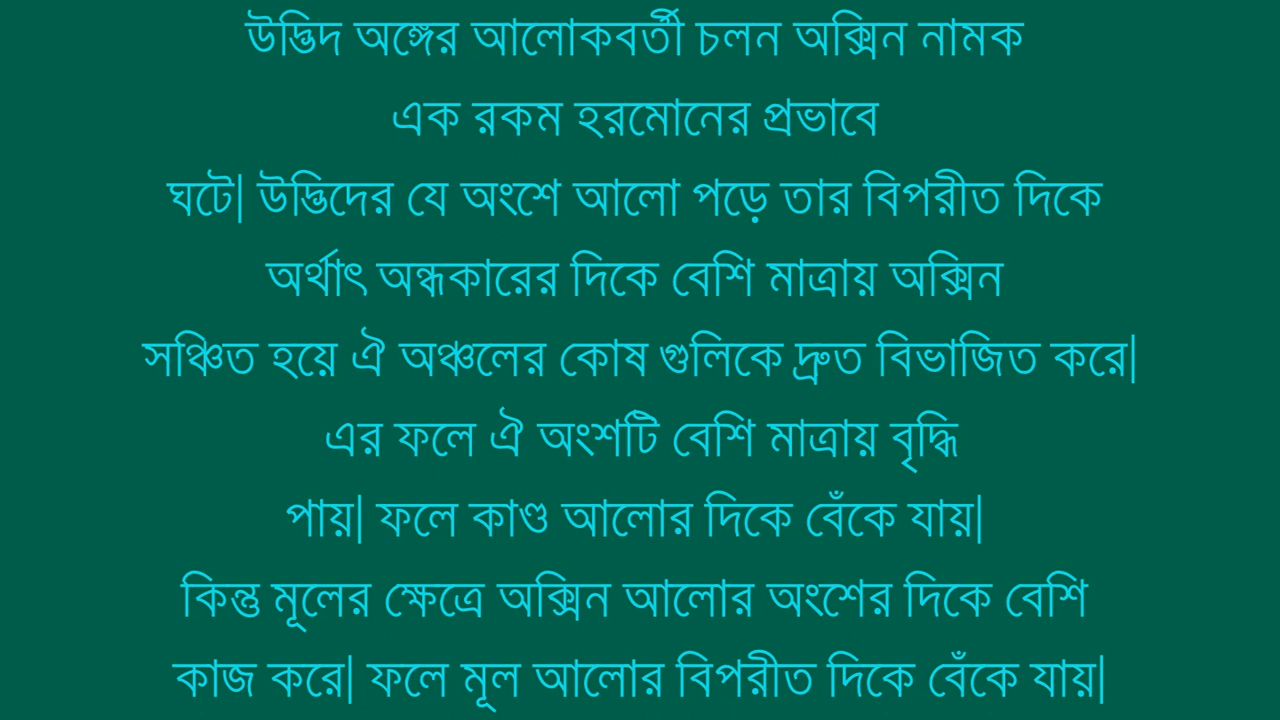 উদ্ভিদ অঙ্গের আলোকবর্তী চলন অক্সিন নামক
এক রকম হরমোনের প্রভাবে
ঘটে| উদ্ভিদের যে অংশে আলো পড়ে তার বিপরীত দিকে
অর্থাৎ অন্ধকারের দিকে বেশি মাত্রায় অক্সিন
সঞ্চিত হয়ে ঐ অঞ্চলের কোষ গুলিকে দ্রুত বিভাজিত করে|
এর ফলে ঐ অংশটি বেশি মাত্রায় বৃদ্ধি
পায়| ফলে কাণ্ড আলোর দিকে বেঁকে যায়|
কিন্তু মূলের ক্ষেত্রে অক্সিন আলোর অংশের দিকে বেশি
কাজ করে| ফলে মূল আলোর বিপরীত দিকে বেঁকে যায়|